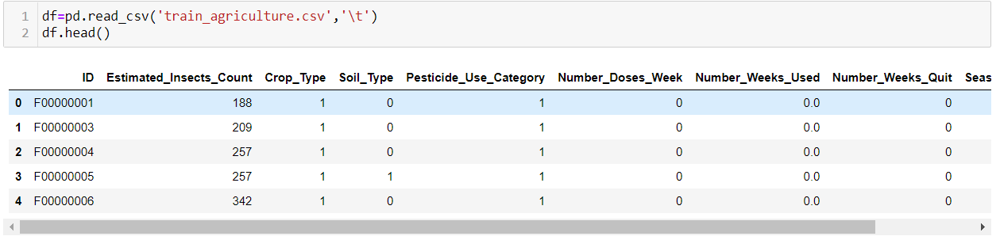 1 df=pd.read_csv('train_agriculture.csv','\t')
2 df.head()
ID Estimated_Insects_Count Crop_Type Soil_Type Pesticide_Use_Category Number_Doses_Week Number_Weeks_Used Number_Weeks_Quit Seas
0 F00000001 188 1 0 1 0 0.0 0
1 F00000003 209 1 0 1 0 0.0 0
2 F00000004 257 1 0 1 0 0.0 0
3 F00000005 257 1 1 1 0 0.0 0
4 F00000006 342 1 0 1 0 0.0 0